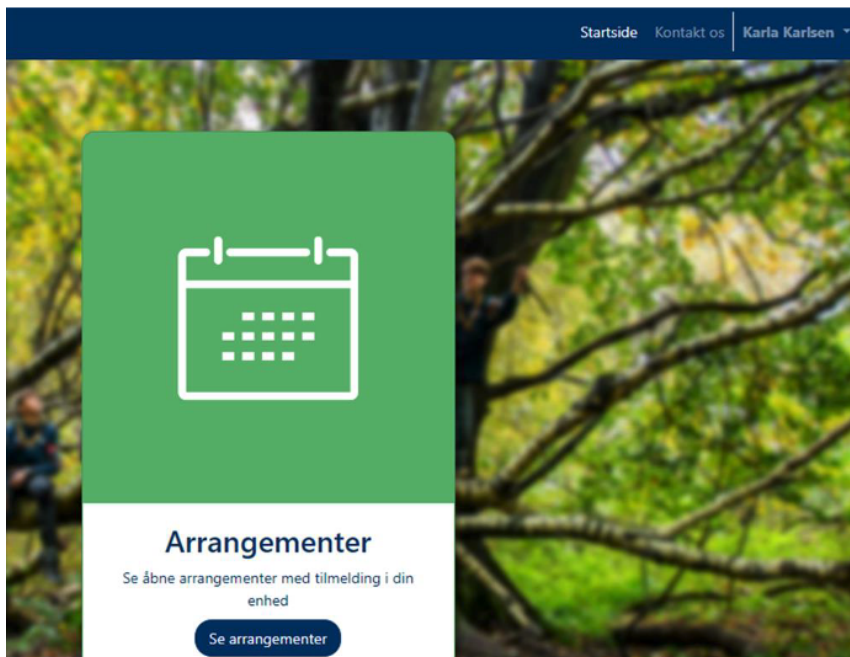 Startside Kontakt os Karla Karlsen
Arrangementer
Se åbne arrangementer med tilmelding i din
enhed
Se arrangementer